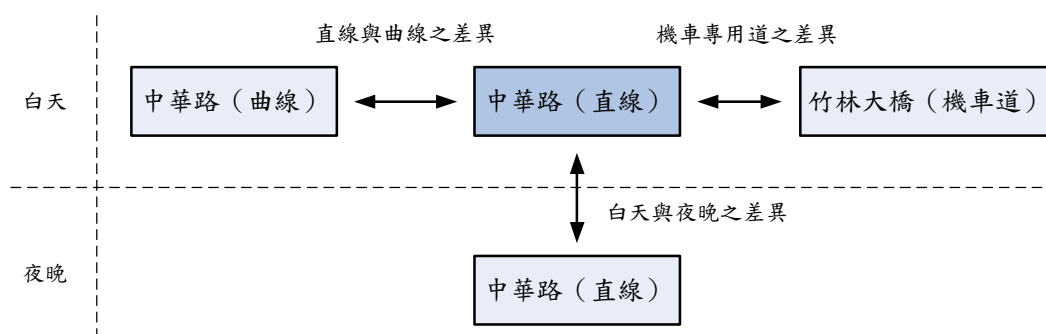 直線與曲線之差異
機車專用道之差異
白天
中華路（曲線）
中華路（直線）
竹林大橋（機車道）
白天與夜晚之差異
夜晚
中華路（直線）